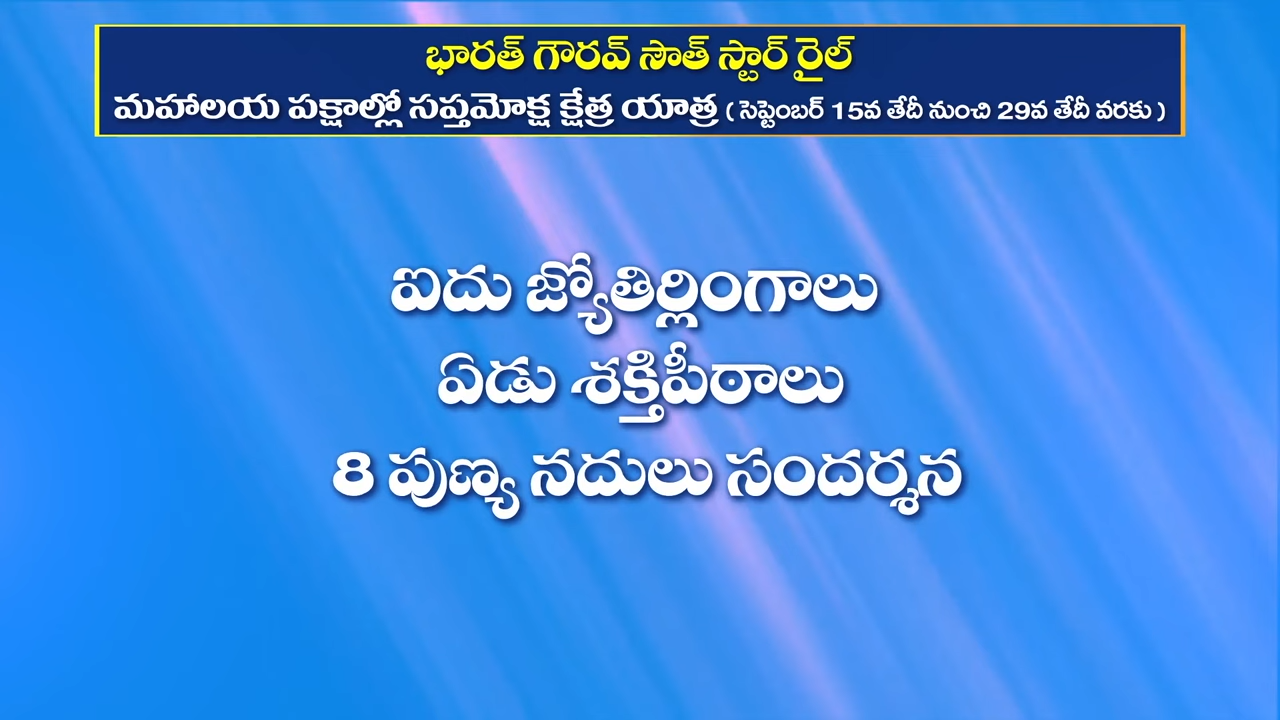 భారత్ గౌరవ్ సౌత్ స్టార్ రైల్
మహాలయ పక్షాల్లో సప్తమోక్ష క్షేత్ర యాత్ర ( సెప్టెంబర్ 15వ తేదీ నుంచి 29వ తేదీ వరకు )
ఐదు జ్యోతిర్లింగాలు
ఏడు శక్తిపీఠాలు
8 పుణ్య నదులు సందర్శన